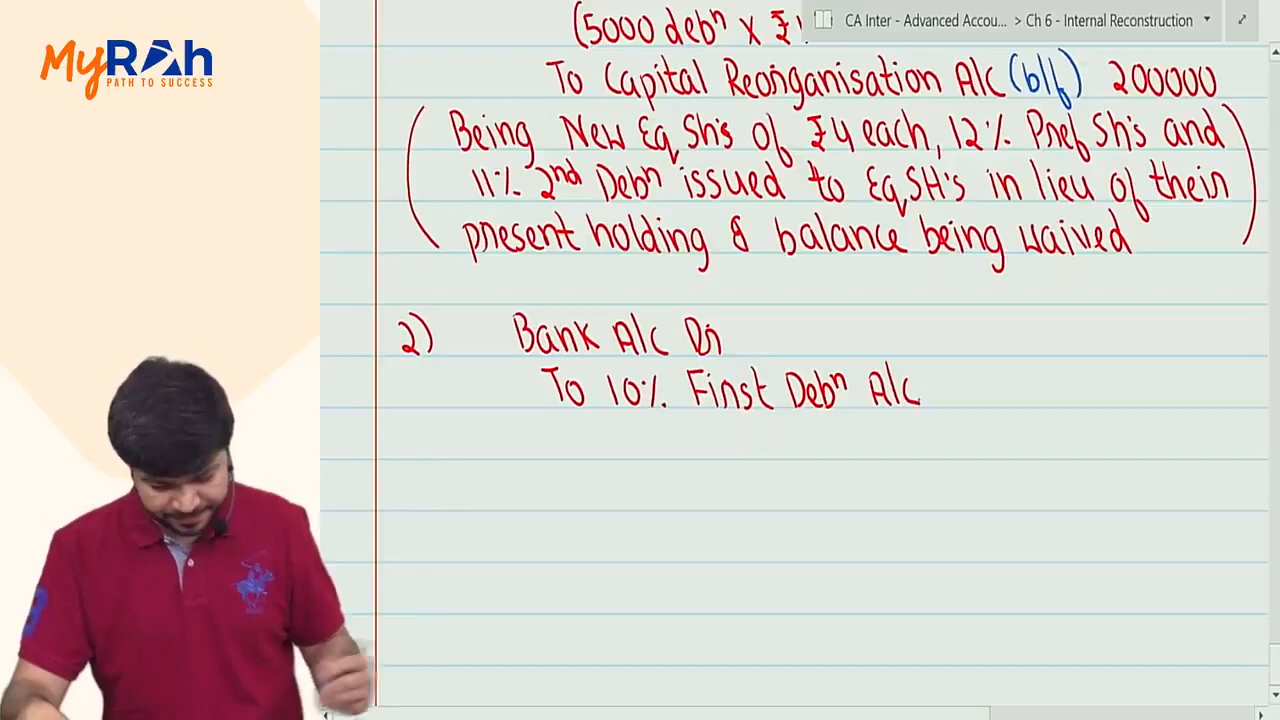 MyRAh
PATH TO SUCCESS
CA Inter - Advanced Accou... > Ch 6 - Internal Reconstruction
(5000 debⁿ X ₹
To Capital Reorganisation A/c (b/f) 200000
(Being New Eq Sh's of ₹4 each, 12% Pref Sh's and
11% 2nd Debⁿ issued to Eq SH's in lieu of their
present holding & balance being waived)
2) Bank A/c Dr
To 10% First Debⁿ A/c